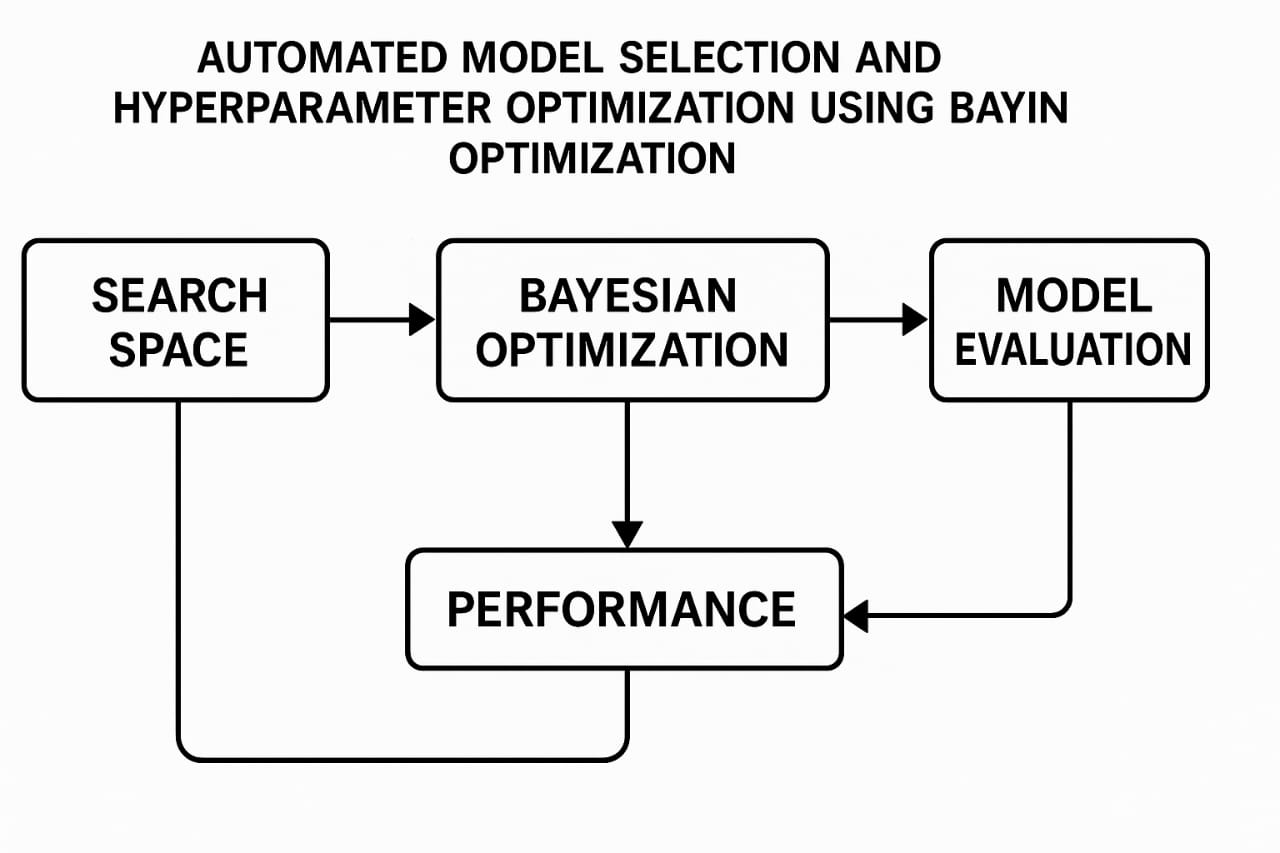 AUTOMATED MODEL SELECTION AND
HYPERPARAMETER OPTIMIZATION USING BAYIN
OPTIMIZATION
SEARCH
SPACE
BAYESIAN
OPTIMIZATION
MODEL
EVALUATION
PERFORMANCE